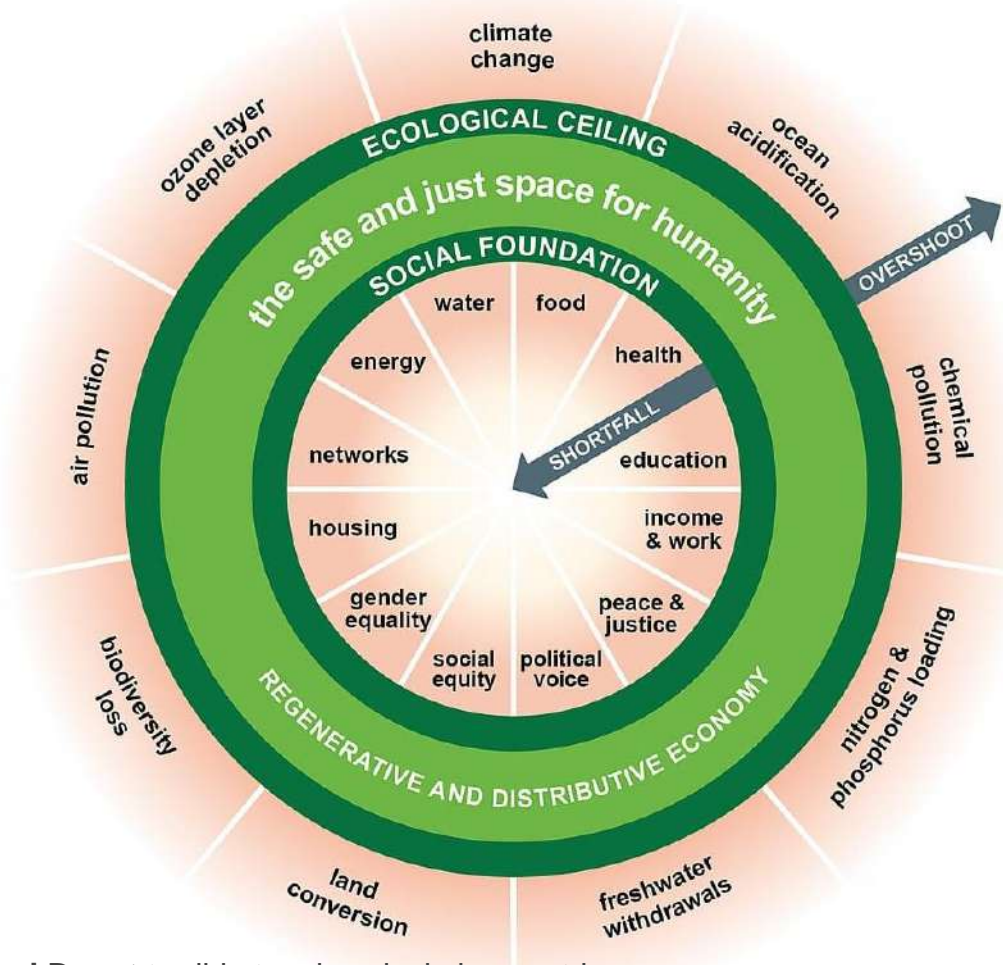 climate
change
ozone layer
depletion
ocean
acidification
ECOLOGICAL CEILING
the safe and just space for humanity
OVERSHOOT
SOCIAL FOUNDATION
water
food
energy
health
air pollution
chemical
pollution
SHORTFALL
networks
education
housing
income
& work
gender
equality
peace &
justice
social
equity
political
voice
biodiversity
loss
nitrogen &
phosphorus loading
REGENERATIVE AND DISTRIBUTIVE ECONOMY
land
conversion
freshwater
withdrawals